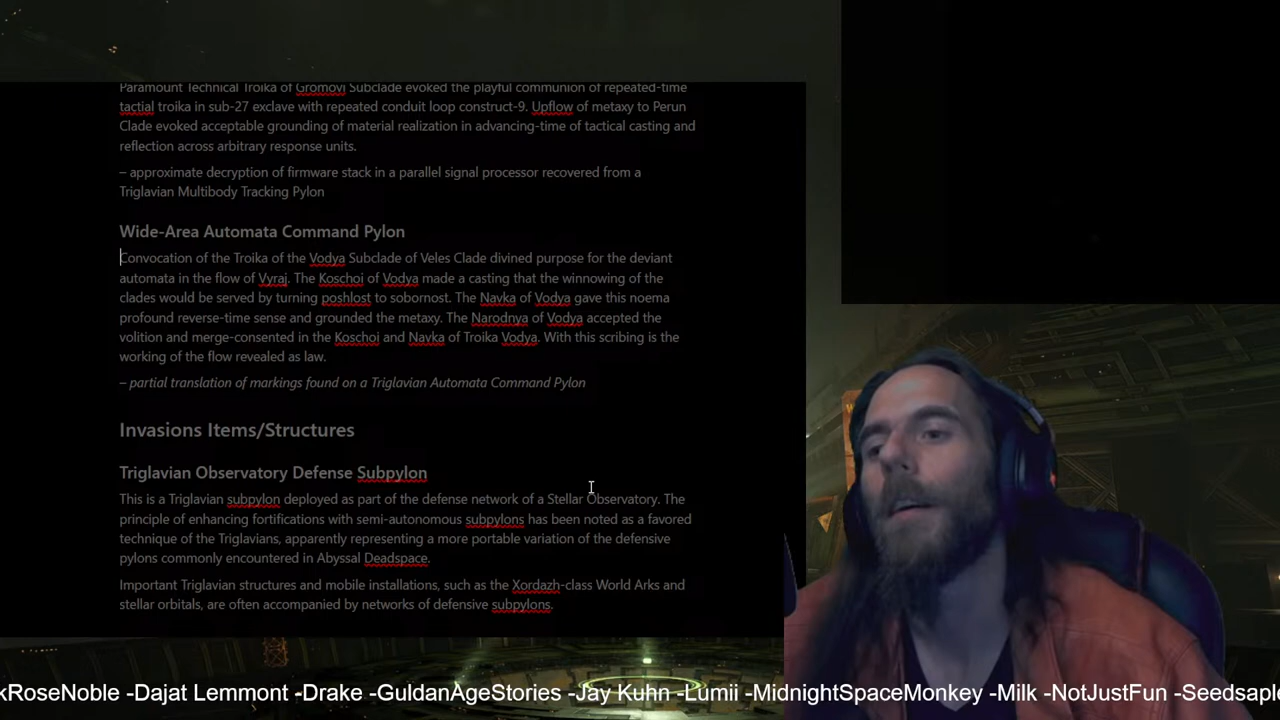 Paramount Technical Troika of Gromovi Subclade evoked the playful communion of repeated-time
tactial troika in sub-27 exclave with repeated conduit loop construct-9. Upflow of metaxy to Perun
Clade evoked acceptable grounding of material realization in advancing-time of tactical casting and
reflection across arbitrary response units.
– approximate decryption of firmware stack in a parallel signal processor recovered from a
Triglavian Multibody Tracking Pylon
Wide-Area Automata Command Pylon
Convocation of the Troika of the Vodya Subclade of Veles Clade divined purpose for the deviant
automata in the flow of Vyraj. The Koschoi of Vodya made a casting that the winnowing of the
clades would be served by turning poshlost to sobornost. The Navka of Vodya gave this noema
profound reverse-time sense and grounded the metaxy. The Narodnya of Vodya accepted the
volition and merge-consented in the Koschoi and Navka of Troika Vodya. With this scribing is the
working of the flow revealed as law.
– partial translation of markings found on a Triglavian Automata Command Pylon
Invasions Items/Structures
Triglavian Observatory Defense Subpylon
This is a Triglavian subpylon deployed as part of the defense network of a Stellar Observatory. The
principle of enhancing fortifications with semi-autonomous subpylons has been noted as a favored
technique of the Triglavians, apparently representing a more portable variation of the defensive
pylons commonly encountered in Abyssal Deadspace.
Important Triglavian structures and mobile installations, such as the Xordazh-class World Arks and
stellar orbitals, are often accompanied by networks of defensive subpylons.
kRoseNoble -Dajat Lemmont -Drake -GuldanAgeStories -Jay Kuhn -Lumii -MidnightSpaceMonkey -Milk -NotJustFun -Seedsaple